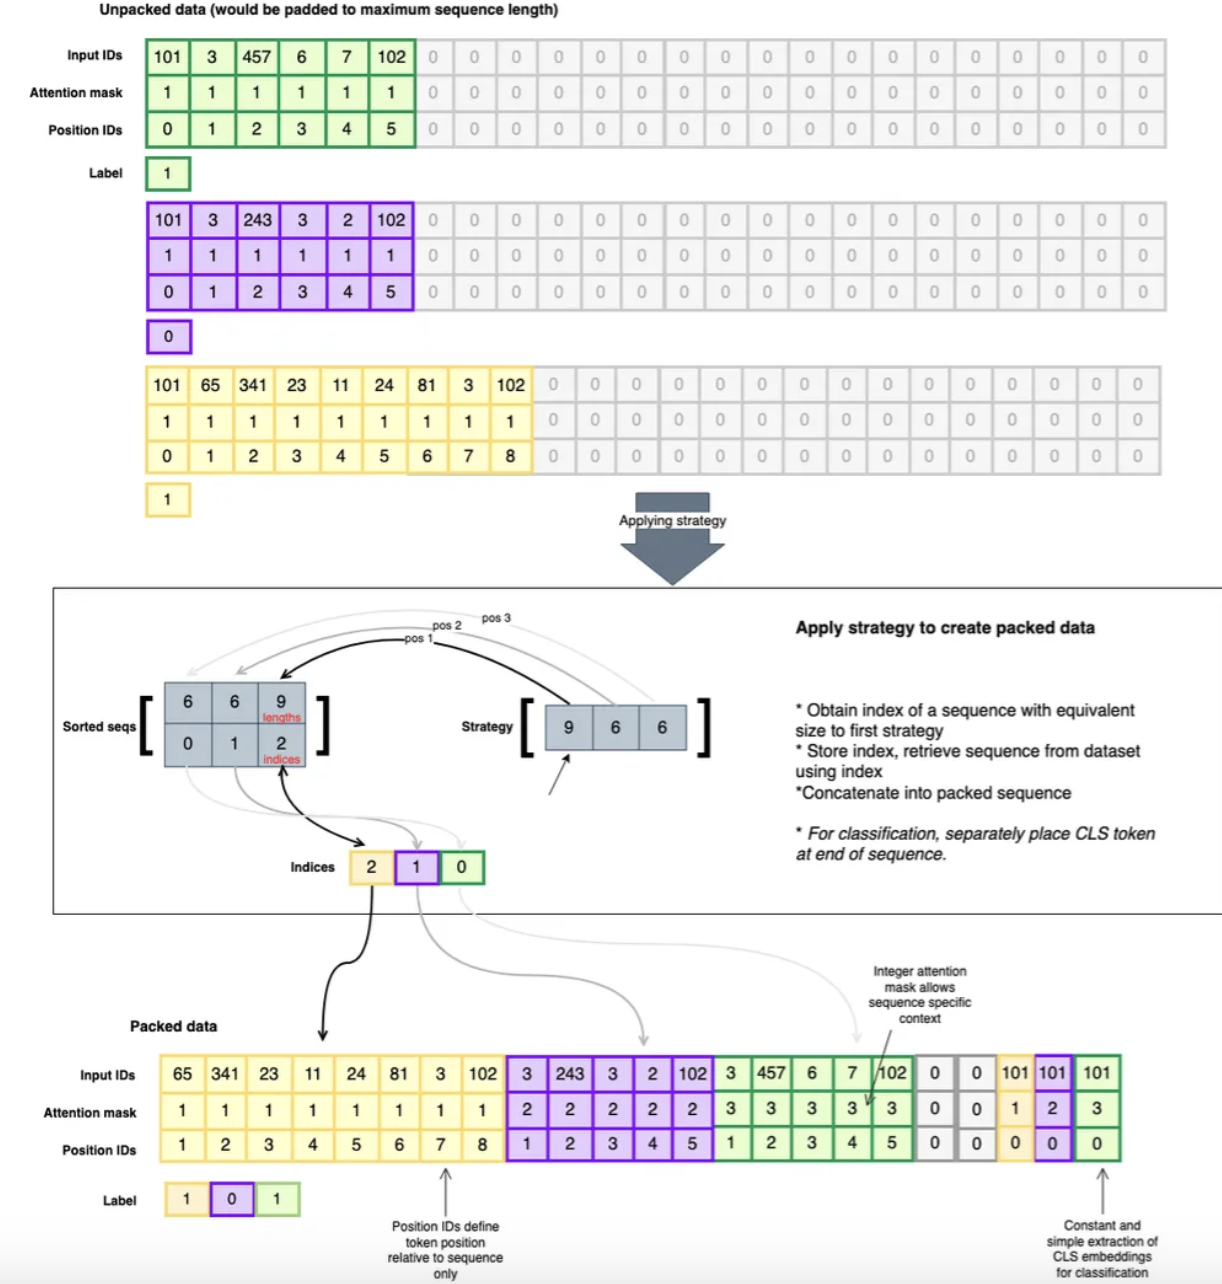 Unpacked data (would be padded to maximum sequence length)
Input IDs 101 3 457 6 7 102 0 0 0 0 0 0 0 0 0 0 0 0 0 0 0 0 0 0
Attention mask 1 1 1 1 1 1 0 0 0 0 0 0 0 0 0 0 0 0 0 0 0 0 0 0
Position IDs 0 1 2 3 4 5 0 0 0 0 0 0 0 0 0 0 0 0 0 0 0 0 0 0
Label 1
101 3 243 3 2 102 0 0 0 0 0 0 0 0 0 0 0 0 0 0 0 0 0 0
1 1 1 1 1 1 0 0 0 0 0 0 0 0 0 0 0 0 0 0 0 0 0 0
0 1 2 3 4 5 0 0 0 0 0 0 0 0 0 0 0 0 0 0 0 0 0 0
0
101 65 341 23 11 24 81 3 102 0 0 0 0 0 0 0 0 0 0 0 0 0 0 0
1 1 1 1 1 1 1 1 1 0 0 0 0 0 0 0 0 0 0 0 0 0 0 0
0 1 2 3 4 5 6 7 8 0 0 0 0 0 0 0 0 0 0 0 0 0 0 0
1
Applying strategy
pos 3
pos 2
pos 1
Sorted seqs
6 6 9
lengths
0 1 2
indices
Strategy [ 9 6 6 ]
Indices 2 1 0
Apply strategy to create packed data
* Obtain index of a sequence with equivalent
size to first strategy
* Store index, retrieve sequence from dataset
using index
*Concatenate into packed sequence
* For classification, separately place CLS token
at end of sequence.
Integer attention
mask allows
sequence specific
context
Packed data
Input IDs 65 341 23 11 24 81 3 102 3 243 3 2 102 3 457 6 7 102 0 0 101 101 101
Attention mask 1 1 1 1 1 1 1 1 2 2 2 2 2 3 3 3 3 3 0 0 1 2 3
Position IDs 1 2 3 4 5 6 7 8 1 2 3 4 5 1 2 3 4 5 0 0 0 0 0
Label 1 0 1
Position IDs define
token position
relative to sequence
only
Constant and
simple extraction of
CLS embeddings
for classification